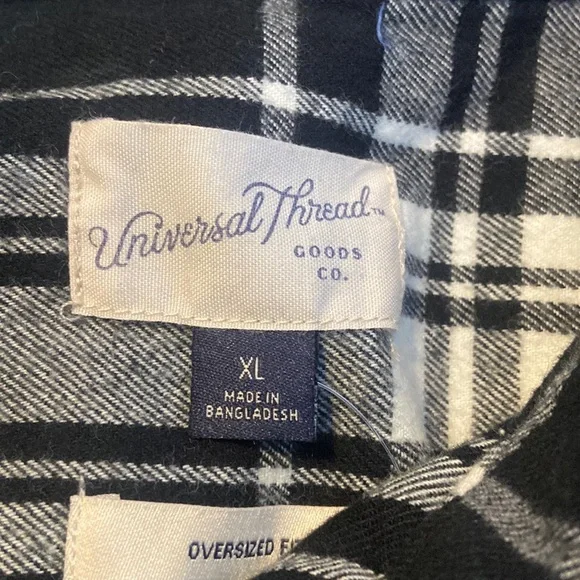 Universal Thread™
GOODS
CO.
XL
MADE IN
BANGLADESH
OVERSIZED